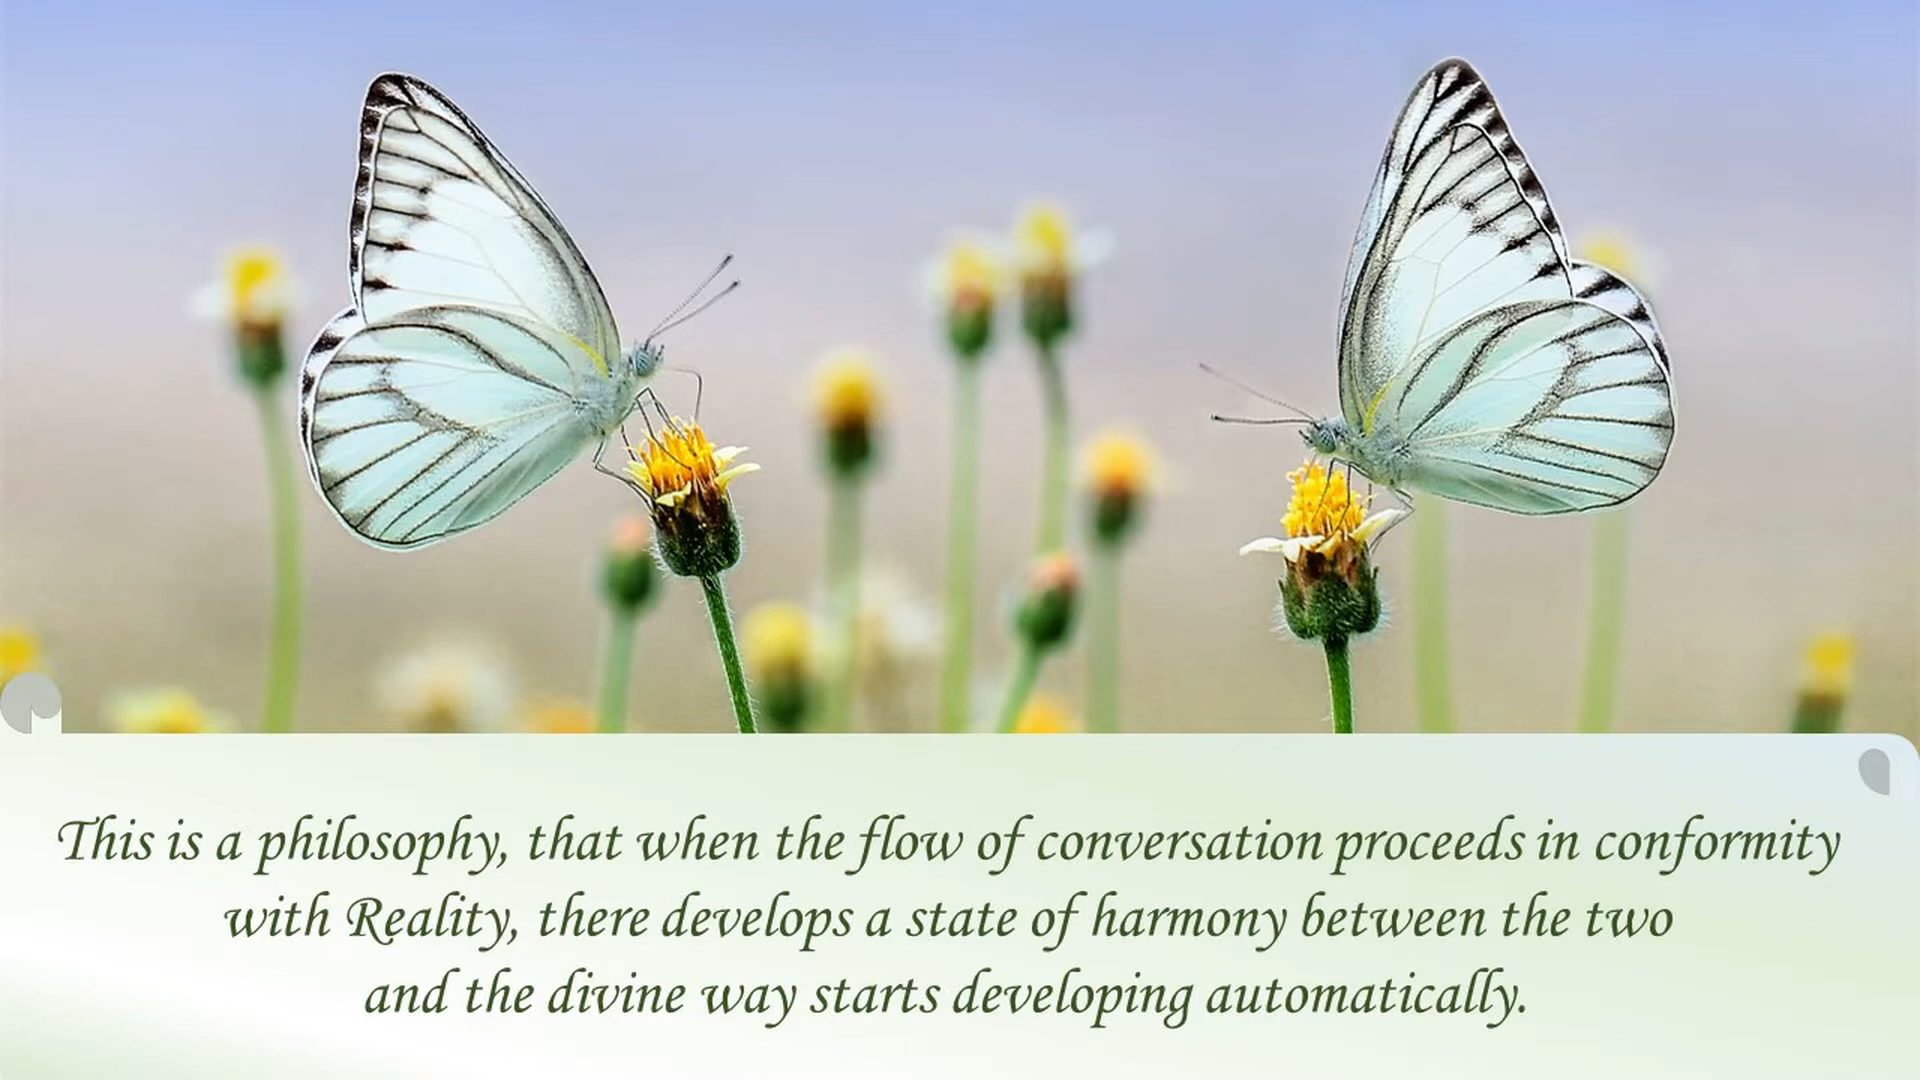 This is a philosophy, that when the flow of conversation proceeds in conformity
with Reality, there develops a state of harmony between the two
and the divine way starts developing automatically.